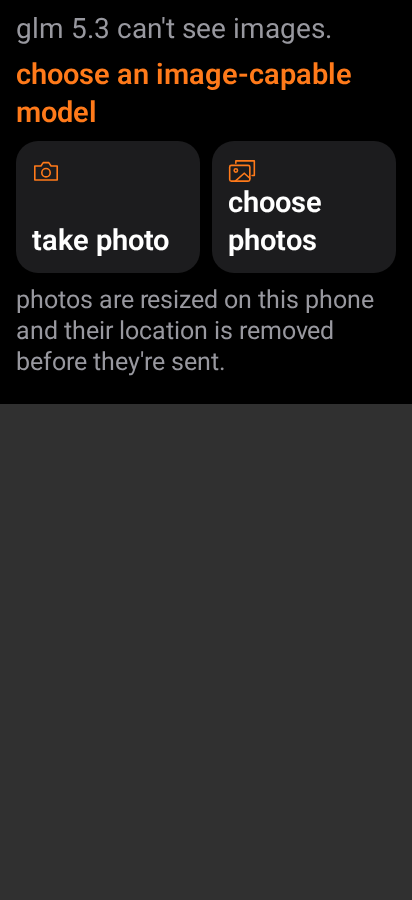 glm 5.3 can't see images.
choose an image-capable
model
take photo
choose
photos
photos are resized on this phone
and their location is removed
before they're sent.